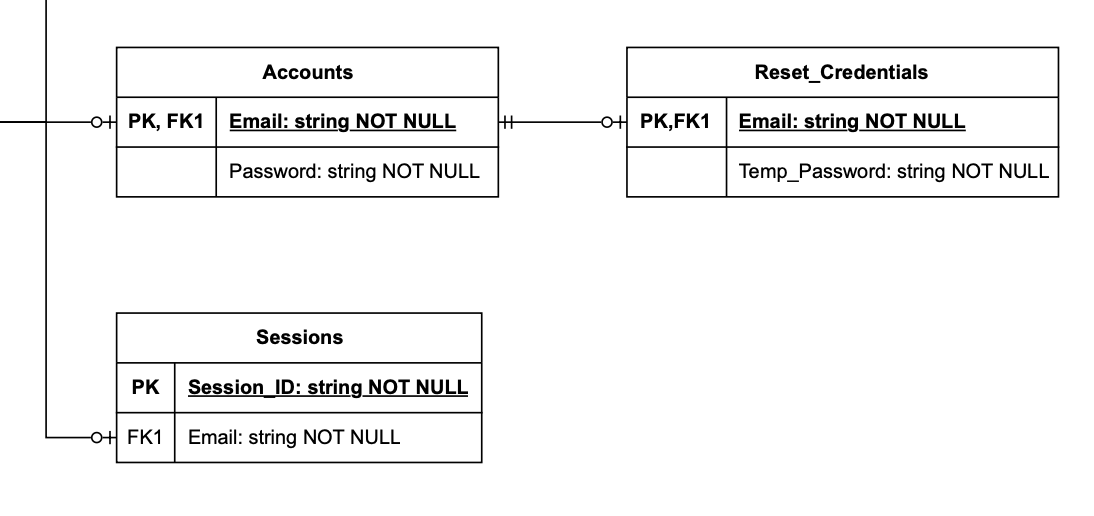 Accounts
PK, FK1 Email: string NOT NULL
Password: string NOT NULL
Reset_Credentials
PK,FK1 Email: string NOT NULL
Temp_Password: string NOT NULL
Sessions
PK Session_ID: string NOT NULL
FK1 Email: string NOT NULL